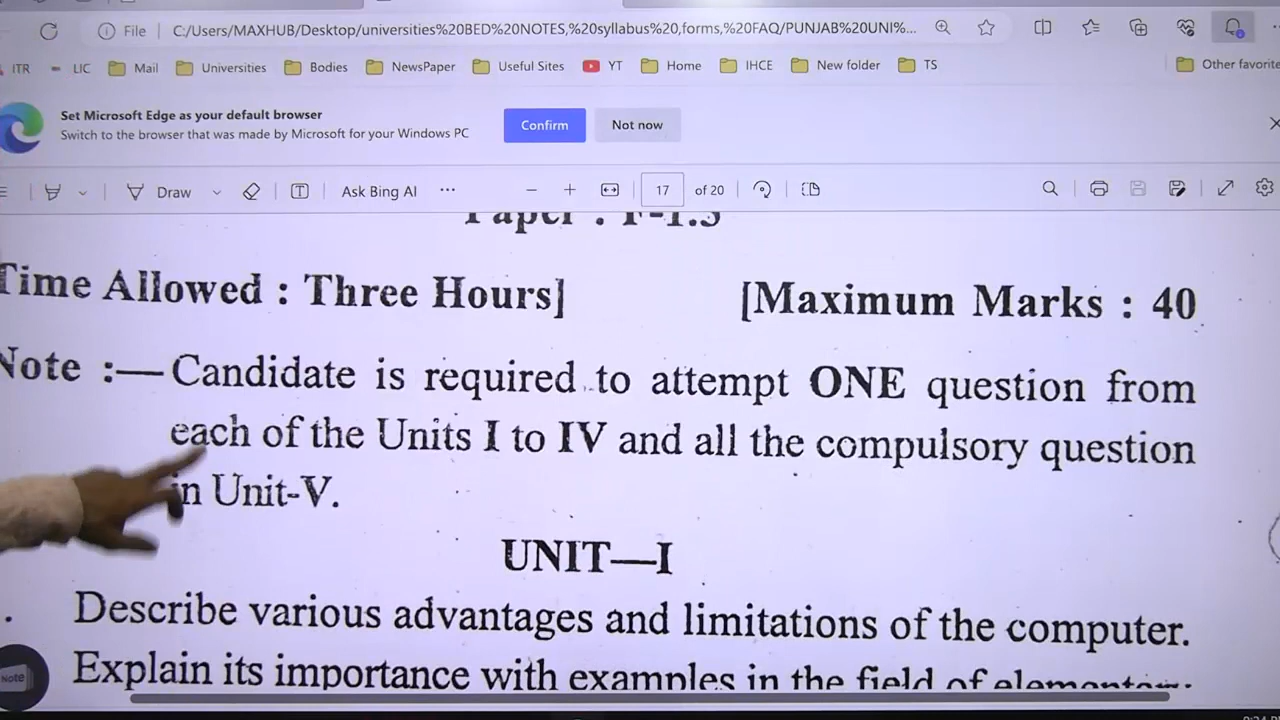 File C:/Users/MAXHUB/Desktop/universities%20BED%20NOTES,%20syllabus%20,forms,%20FAQ/PUNJAB%20UNI%...
ITR LIC Mail Universities Bodies NewsPaper Useful Sites YT Home IHCE New folder TS Other favorite
Set Microsoft Edge as your default browser
Switch to the browser that was made by Microsoft for your Windows PC
Confirm Not now
Draw Ask Bing AI ... 17 of 20
Paper : F-1.3
Time Allowed : Three Hours] [Maximum Marks : 40
Note :— Candidate is required to attempt ONE question from
each of the Units I to IV and all the compulsory question
in Unit-V.
UNIT—I
Describe various advantages and limitations of the computer.
Explain its importance with examples in the field of
Note